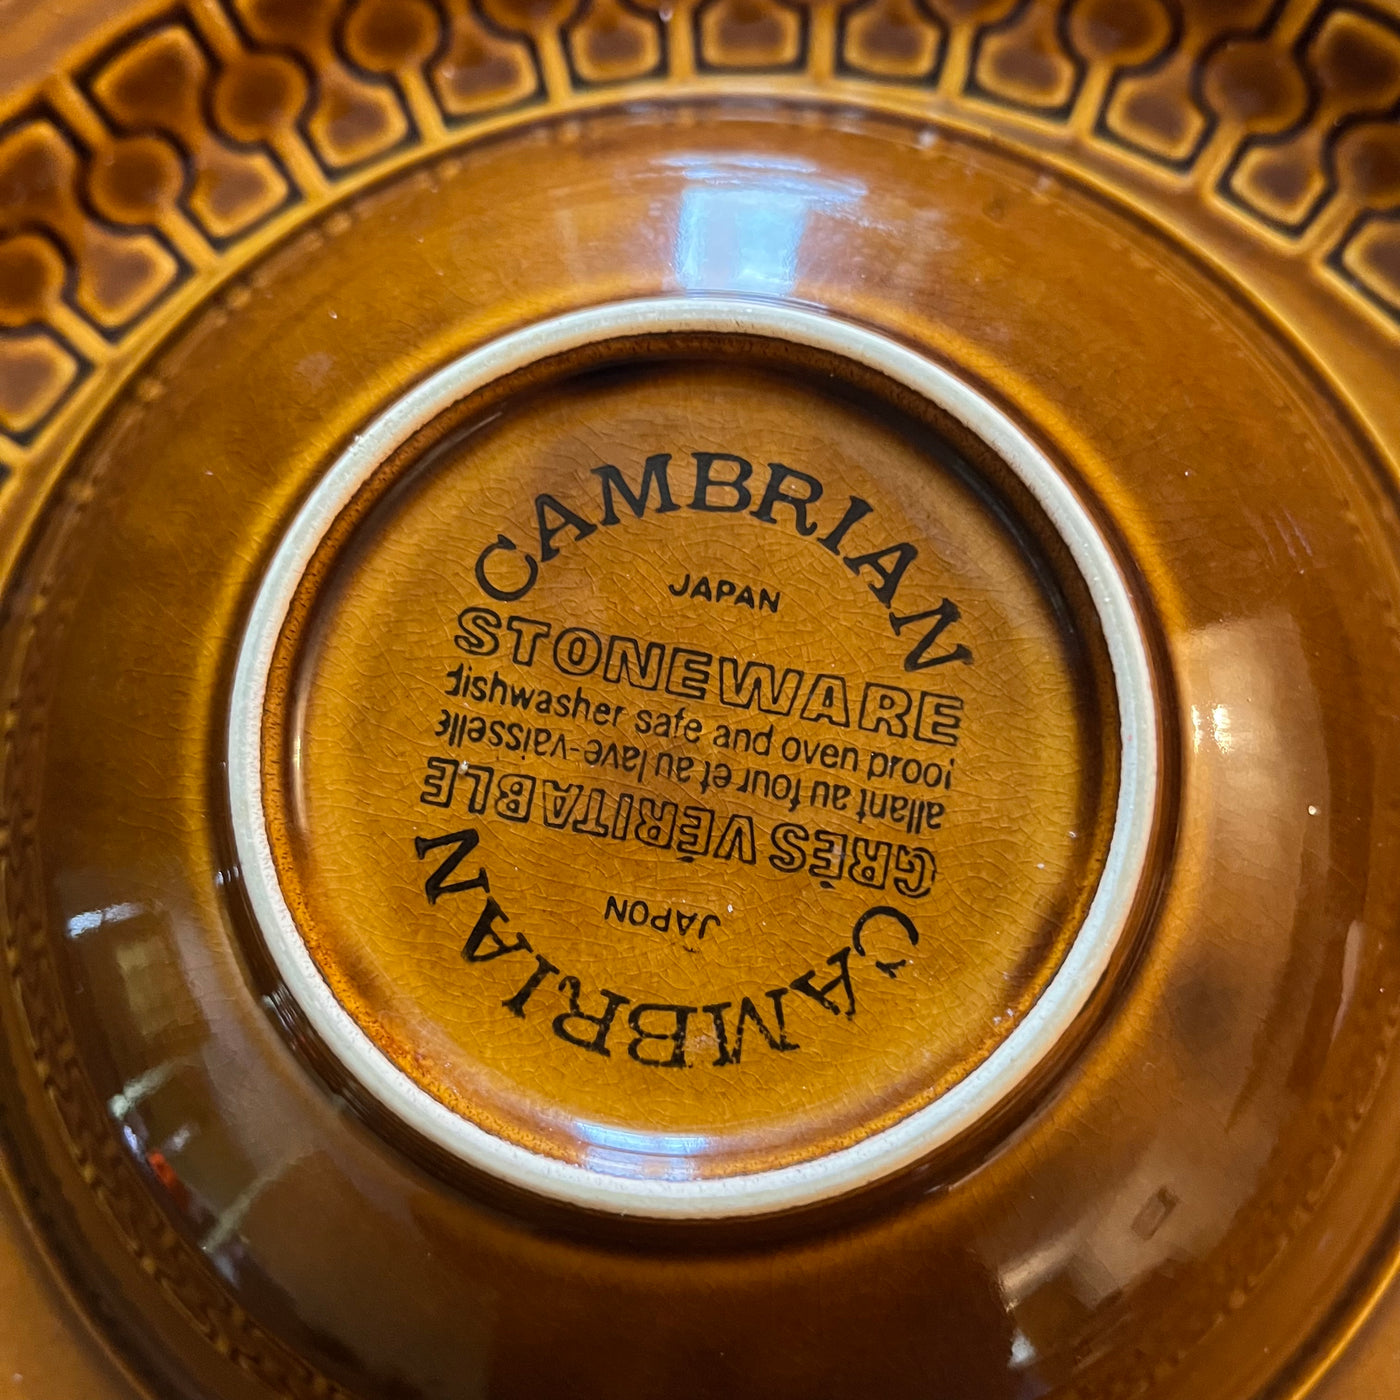 CAMBRIAN
JAPAN
STONEWARE
dishwasher safe and oven proof
CAMBRIAN
JAPON
GRÈS VÉRITABLE
allant au four et au lave-vaisselle